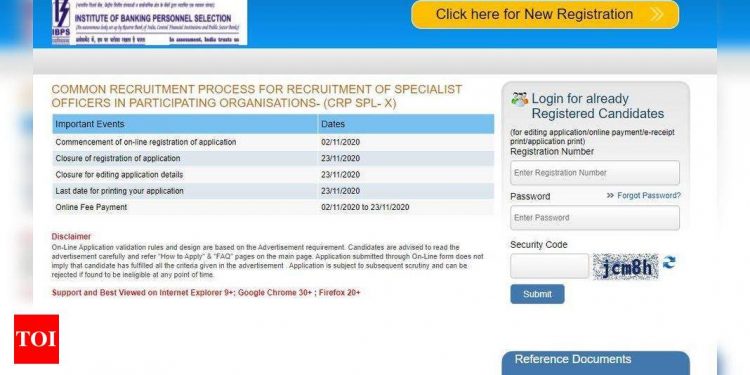 IBPS
INSTITUTE OF BANKING PERSONNEL SELECTION
In assessment, India trusts us
Click here for New Registration
COMMON RECRUITMENT PROCESS FOR RECRUITMENT OF SPECIALIST
OFFICERS IN PARTICIPATING ORGANISATIONS- (CRP SPL- X)
Important Events Dates
Commencement of on-line registration of application 02/11/2020
Closure of registration of application 23/11/2020
Closure for editing application details 23/11/2020
Last date for printing your application 23/11/2020
Online Fee Payment 02/11/2020 to 23/11/2020
Disclaimer
On-Line Application validation rules and design are based on the Advertisement requirement. Candidates are advised to read the
advertisement carefully and refer "How to Apply" & "FAQ" pages on the main page. Application submitted through On-Line form does not
imply that candidate has fulfilled all the criteria given in the advertisement . Application is subject to subsequent scrutiny and can be
rejected if found to be ineligible at any point of time.
Support and Best Viewed on Internet Explorer 9+; Google Chrome 30+ ; Firefox 20+
Login for already
Registered Candidates
(for editing application/online payment/e-receipt
print/application print)
Registration Number
Enter Registration Number
Password >> Forgot Password?
Enter Password
Security Code
jcm8h
Submit
Reference Documents
TOI